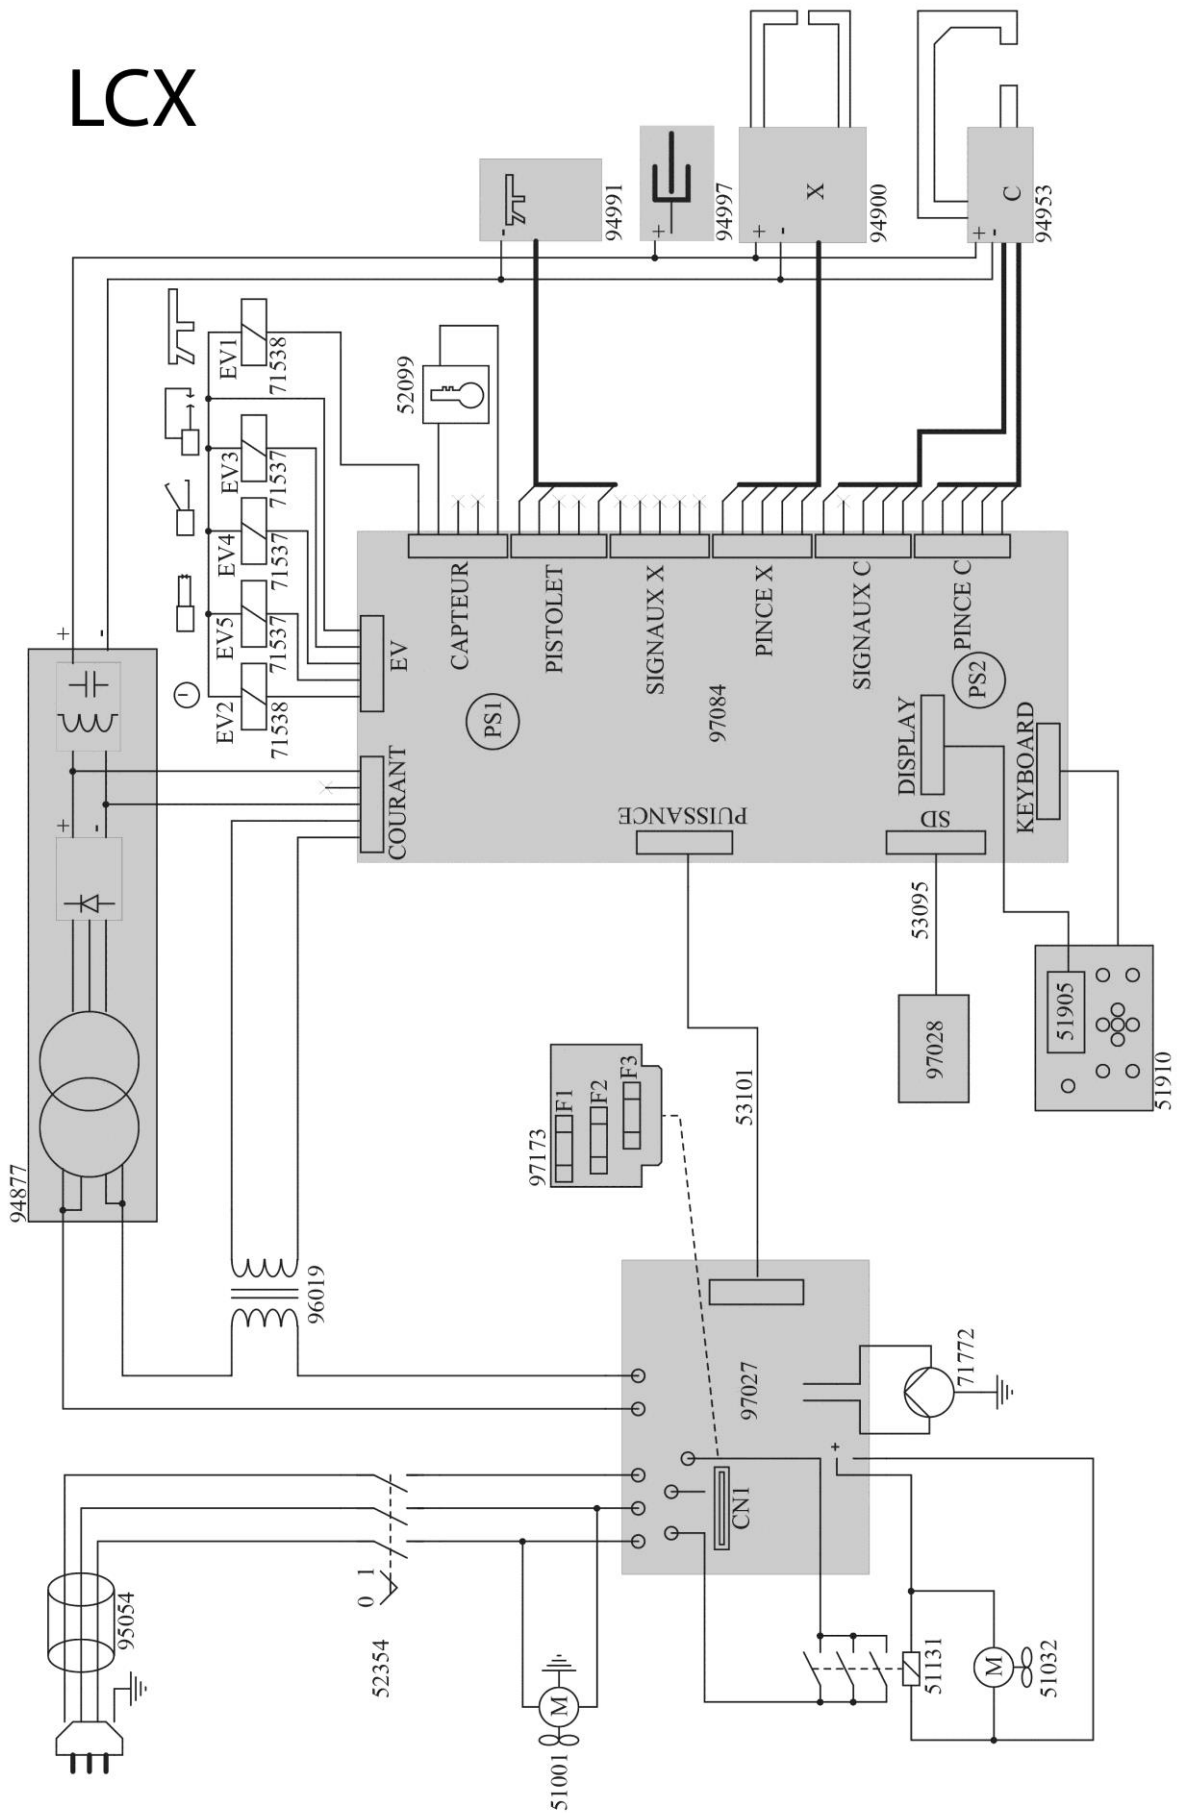 LCX
94991
-
94997
+
X
94900
+
-
C
94953
+
-
EV1
71538
EV3
71537
EV4
71537
EV5
71537
EV2
71538
52099
+
-
+
-
94877
EV
COURANT
CAPTEUR
PISTOLET
SIGNAUX X
PINCE X
SIGNAUX C
PINCE C
PS1
97084
PS2
PUISSANCE
DISPLAY
SD
KEYBOARD
53095
97028
51905
51910
97173
F1
F2
F3
53101
96019
97027
CN1
71772
+
95054
0 1
52354
M
51001
51131
M
51032